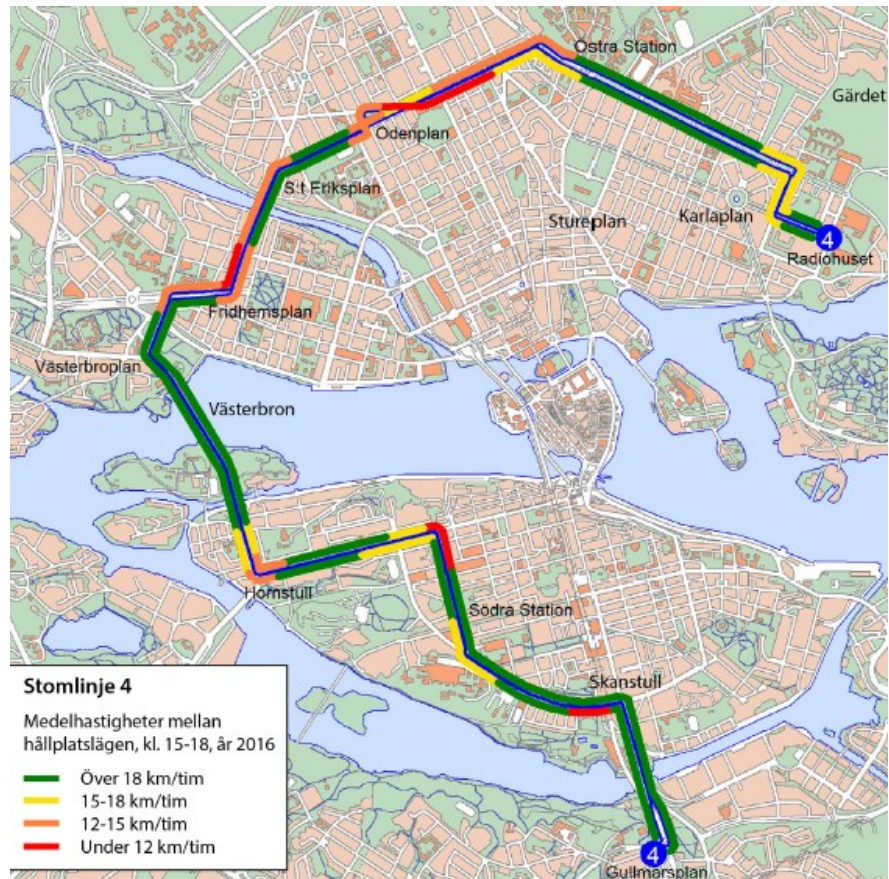 Östra Station
Gärdet
Odenplan
S:t Eriksplan
Stureplan
Karlaplan
4
Radiohuset
Fridhemsplan
Västerbroplan
Västerbron
Hornstull
Södra Station
Skanstull
Stomlinje 4
Medelhastigheter mellan
hållplatslägen, kl. 15-18, år 2016
Över 18 km/tim
15-18 km/tim
12-15 km/tim
Under 12 km/tim
4
Gullmarsplan